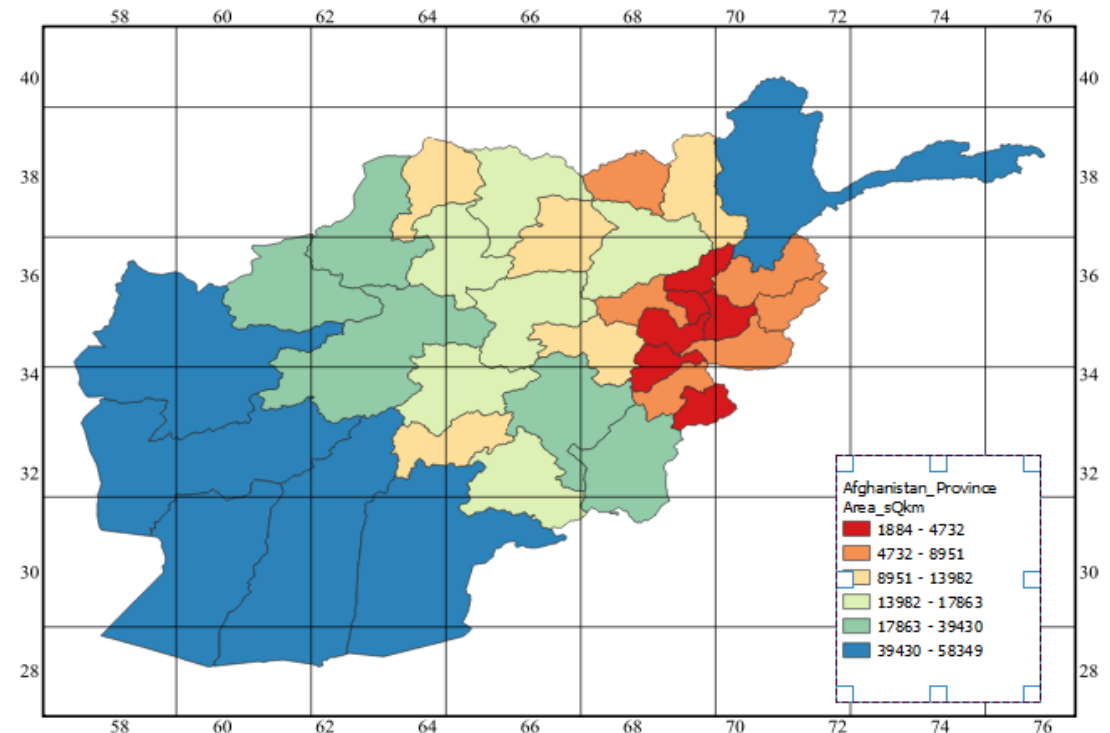 58 60 62 64 66 68 70 72 74 76
40 40
38 38
36 36
34 34
32 32
30 30
28 28
Afghanistan_Province
Area_sQkm
1884 - 4732
4732 - 8951
8951 - 13982
13982 - 17863
17863 - 39430
39430 - 58349
58 60 62 64 66 68 70 72 74 76